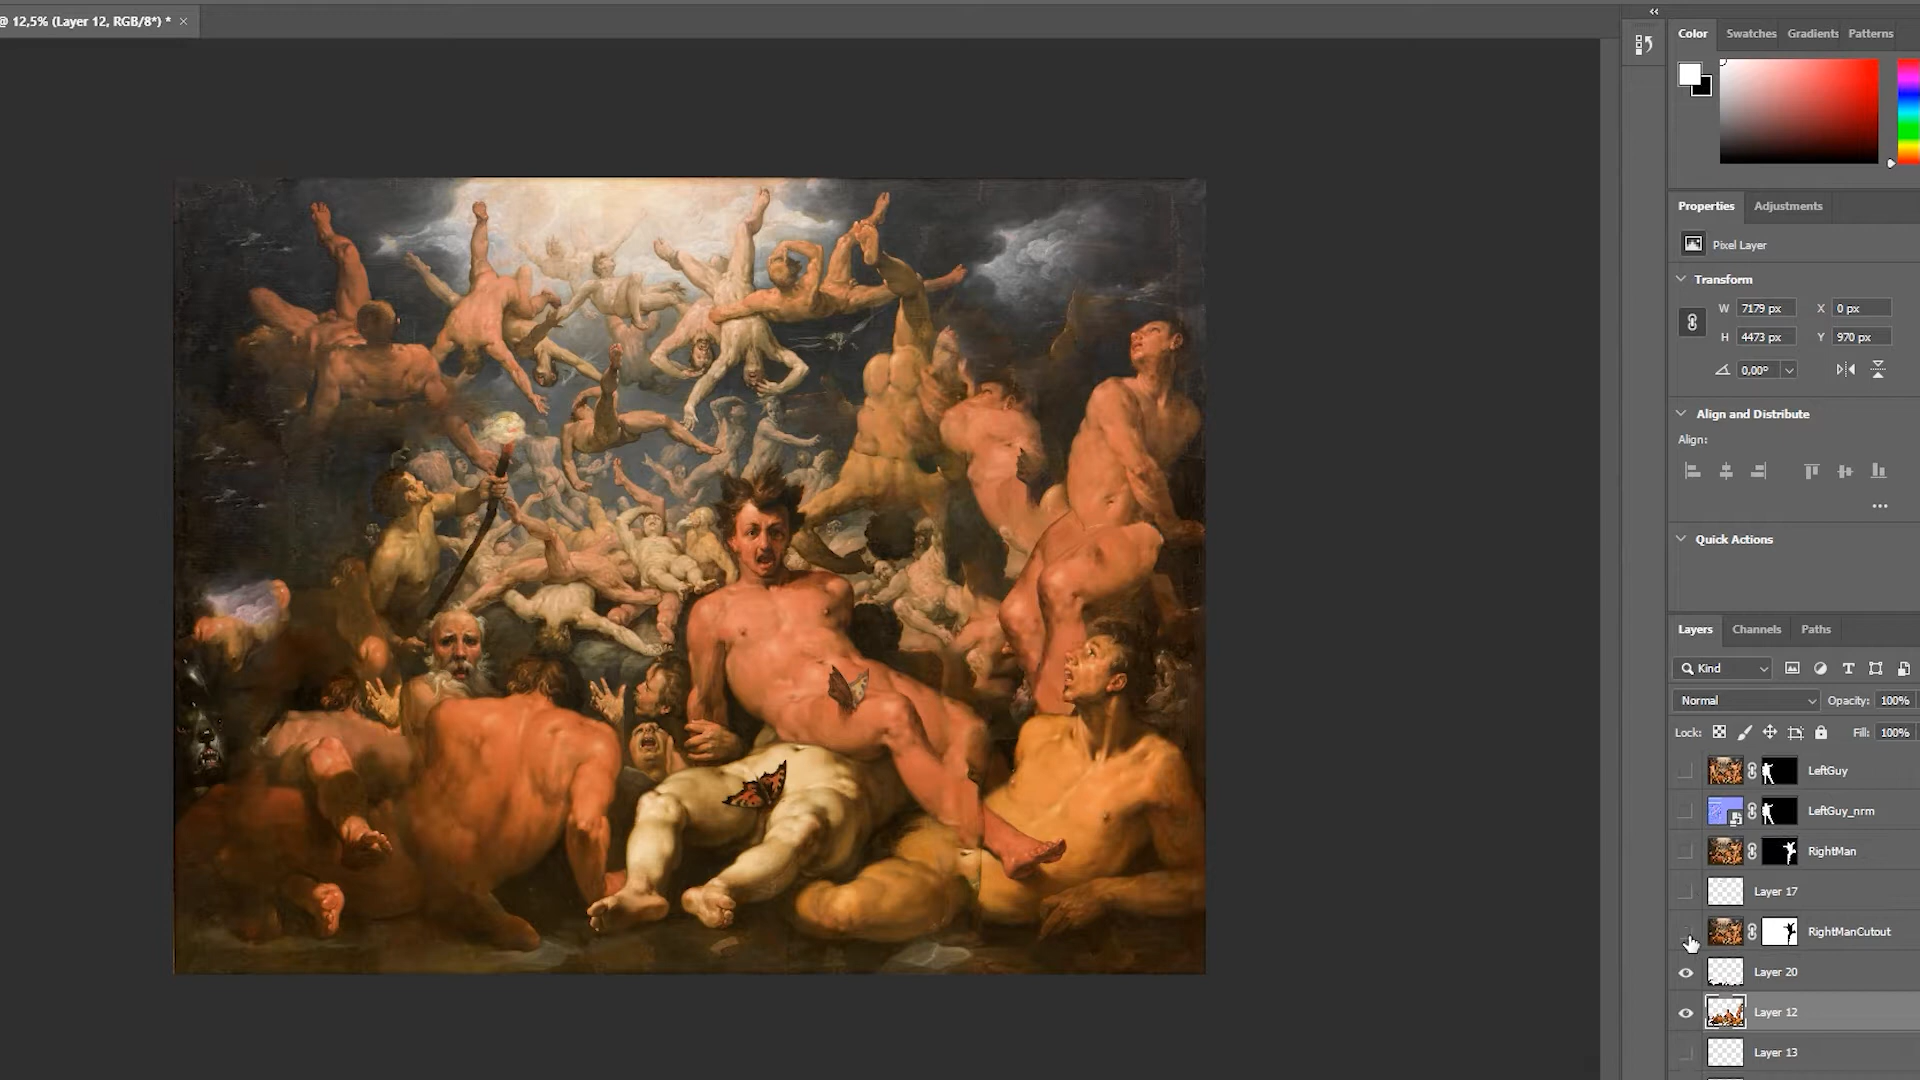 @ 12,5% (Layer 12, RGB/8*) * ×
Color Swatches Gradients Patterns
Properties Adjustments
Pixel Layer
Transform
W 7179 px X 0 px
H 4473 px Y 970 px
0,00°
Align and Distribute
Align:
Quick Actions
Layers Channels Paths
Kind
Normal Opacity: 100%
Lock: Fill: 100%
LeftGuy
LeftGuy_nrm
RightMan
Layer 17
RightManCutout
Layer 20
Layer 12
Layer 13